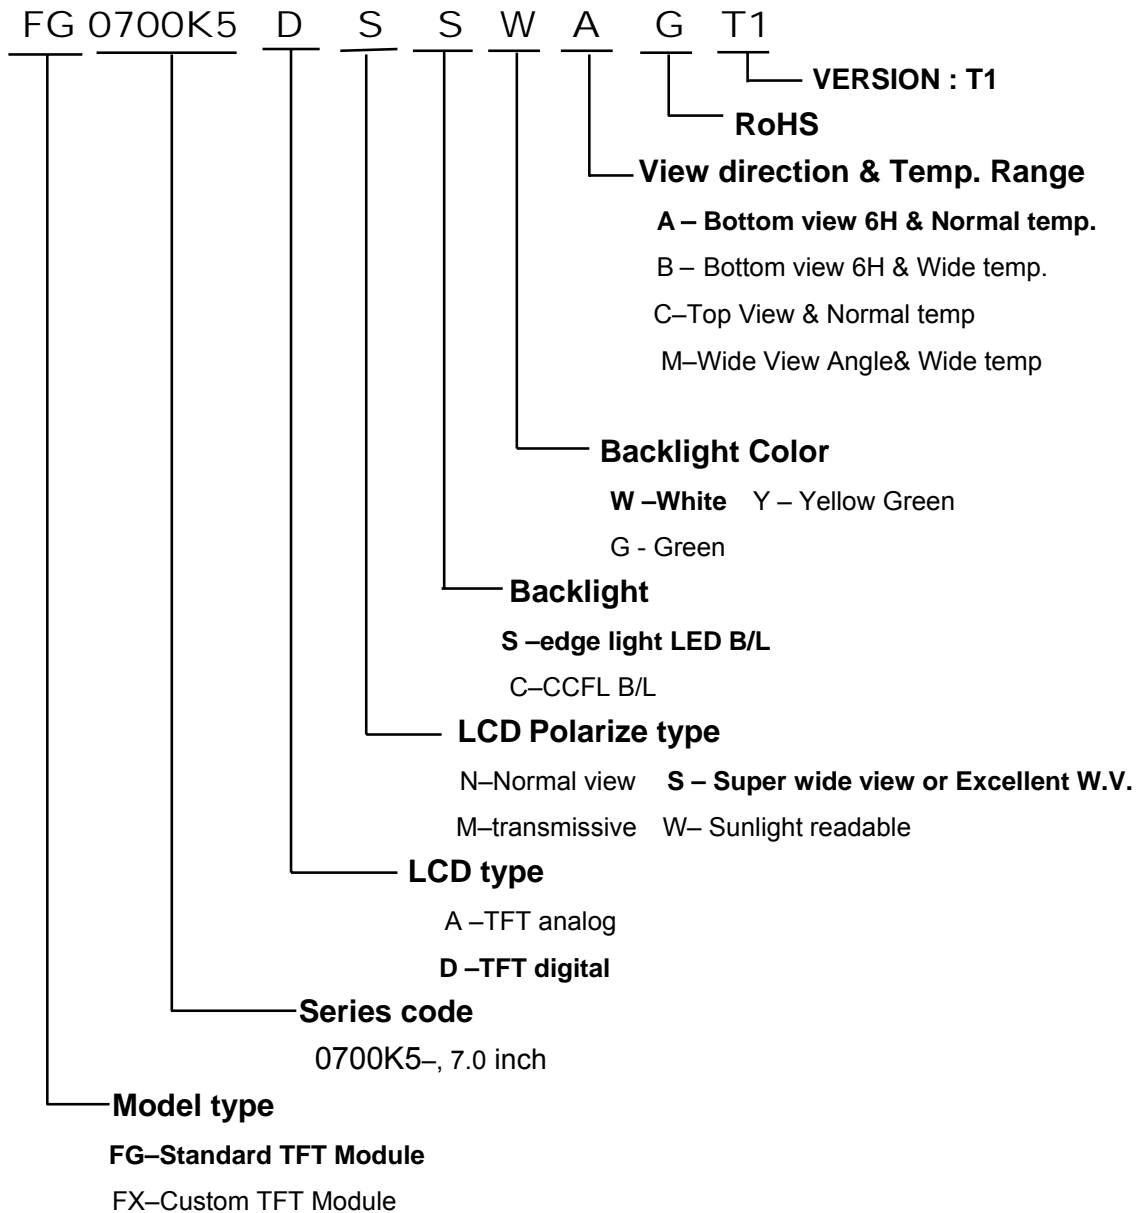 FG 0700K5 D S S W A G T1
VERSION : T1
RoHS
View direction & Temp. Range
A – Bottom view 6H & Normal temp.
B – Bottom view 6H & Wide temp.
C–Top View & Normal temp
M–Wide View Angle& Wide temp
Backlight Color
W –White Y – Yellow Green
G - Green
Backlight
S –edge light LED B/L
C–CCFL B/L
LCD Polarize type
N–Normal view S – Super wide view or Excellent W.V.
M–transmissive W– Sunlight readable
LCD type
A –TFT analog
D –TFT digital
Series code
0700K5–, 7.0 inch
Model type
FG–Standard TFT Module
FX–Custom TFT Module